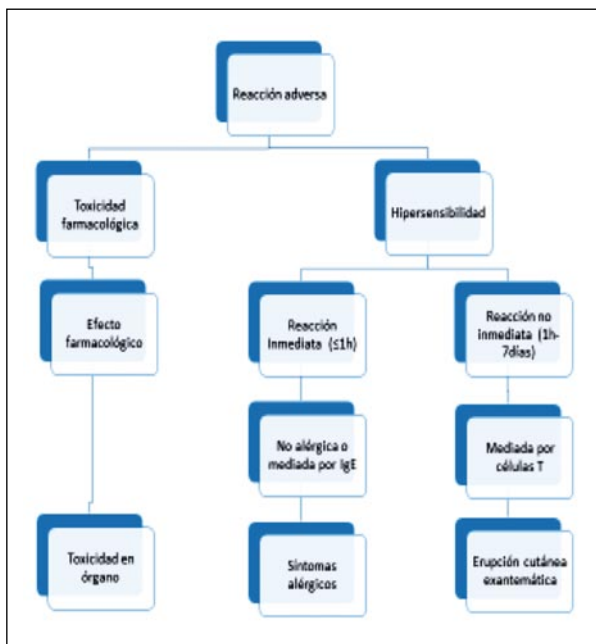 Reacción adversa
Toxicidad
farmacológica
Hipersensibilidad
Efecto
farmacológico
Reacción
Inmediata (≤1h)
Reacción no
inmediata (1h-
7días)
No alérgica o
mediada por IgE
Mediada por
células T
Toxicidad en
órgano
Síntomas
alérgicos
Erupción cutánea
exantemática